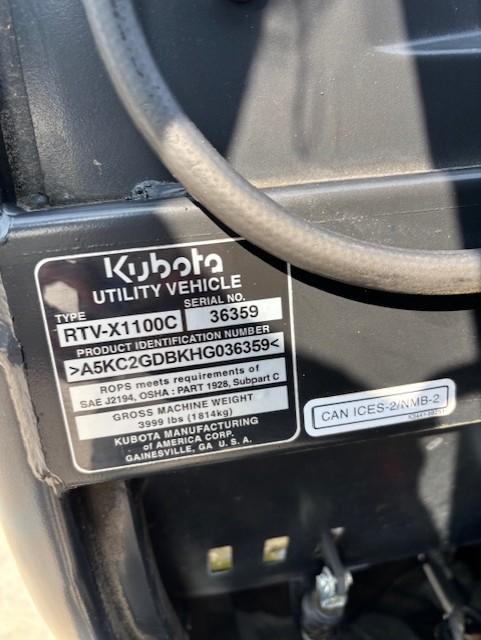 Kubota
UTILITY VEHICLE
TYPE
SERIAL NO.
RTV-X1100C
36359
PRODUCT IDENTIFICATION NUMBER
>A5KC2GDBKHG036359<
ROPS meets requirements of
SAE J2194, OSHA : PART 1928, Subpart C
GROSS MACHINE WEIGHT
3999 lbs (1814kg)
KUBOTA MANUFACTURING
of AMERICA CORP.
GAINESVILLE, GA U. S. A.
CAN ICES-2/NMB-2